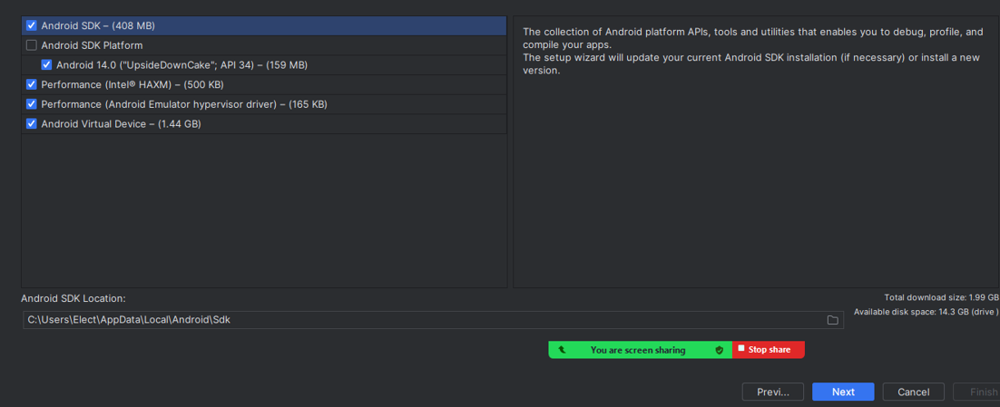 Android SDK – (408 MB)
Android SDK Platform
Android 14.0 ("UpsideDownCake"; API 34) – (159 MB)
Performance (Intel® HAXM) – (500 KB)
Performance (Android Emulator hypervisor driver) – (165 KB)
Android Virtual Device – (1.44 GB)
The collection of Android platform APIs, tools and utilities that enables you to debug, profile, and
compile your apps.
The setup wizard will update your current Android SDK installation (if necessary) or install a new
version.
Android SDK Location:
C:\Users\Elect\AppData\Local\Android\Sdk
Total download size: 1.99 GB
Available disk space: 14.3 GB (drive )
You are screen sharing
Stop share
Previ...
Next
Cancel
Finish